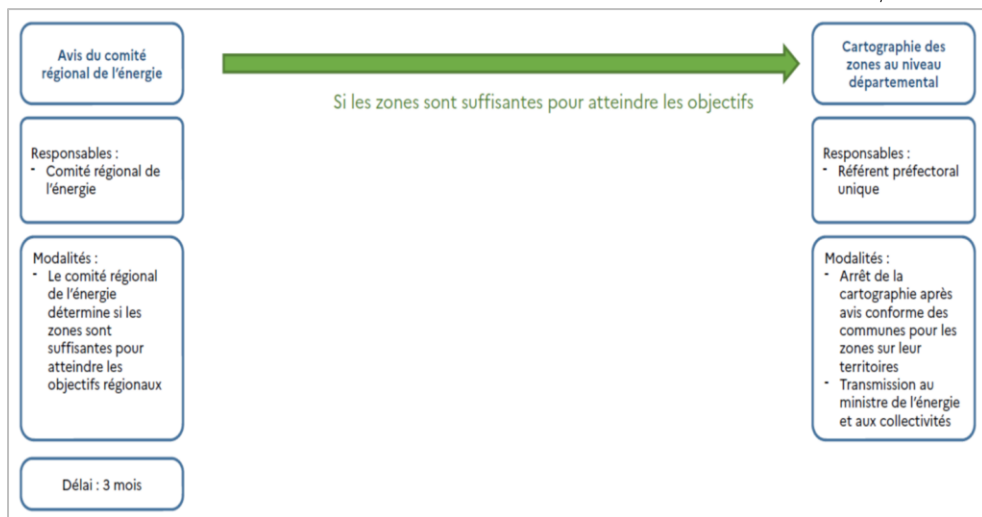 Avis du comité
régional de l'énergie
Si les zones sont suffisantes pour atteindre les objectifs
Cartographie des
zones au niveau
départemental
Responsables :
- Comité régional de
l'énergie
Responsables :
- Référent préfectoral
unique
Modalités :
- Le comité régional
de l'énergie
détermine si les
zones sont
suffisantes pour
atteindre les
objectifs régionaux
Modalités :
- Arrêt de la
cartographie après
avis conforme des
communes pour les
zones sur leur
territoires
- Transmission au
ministre de l'énergie
et aux collectivités
Délai : 3 mois